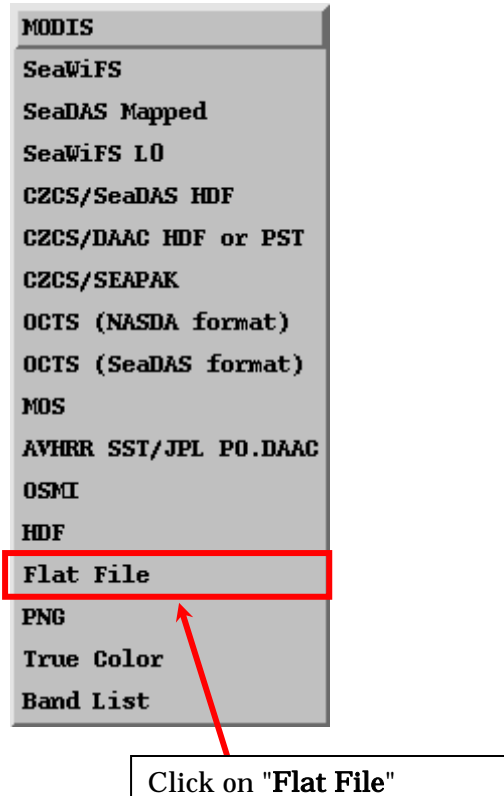 MODIS
SeaWiFS
SeaDAS Mapped
SeaWiFS L0
CZCS/SeaDAS HDF
CZCS/DAAC HDF or PST
CZCS/SEAPAK
OCTS (NASDA format)
OCTS (SeaDAS format)
MOS
AVHRR SST/JPL PO.DAAC
OSMI
HDF
Flat File
PNG
True Color
Band List
Click on "Flat File"